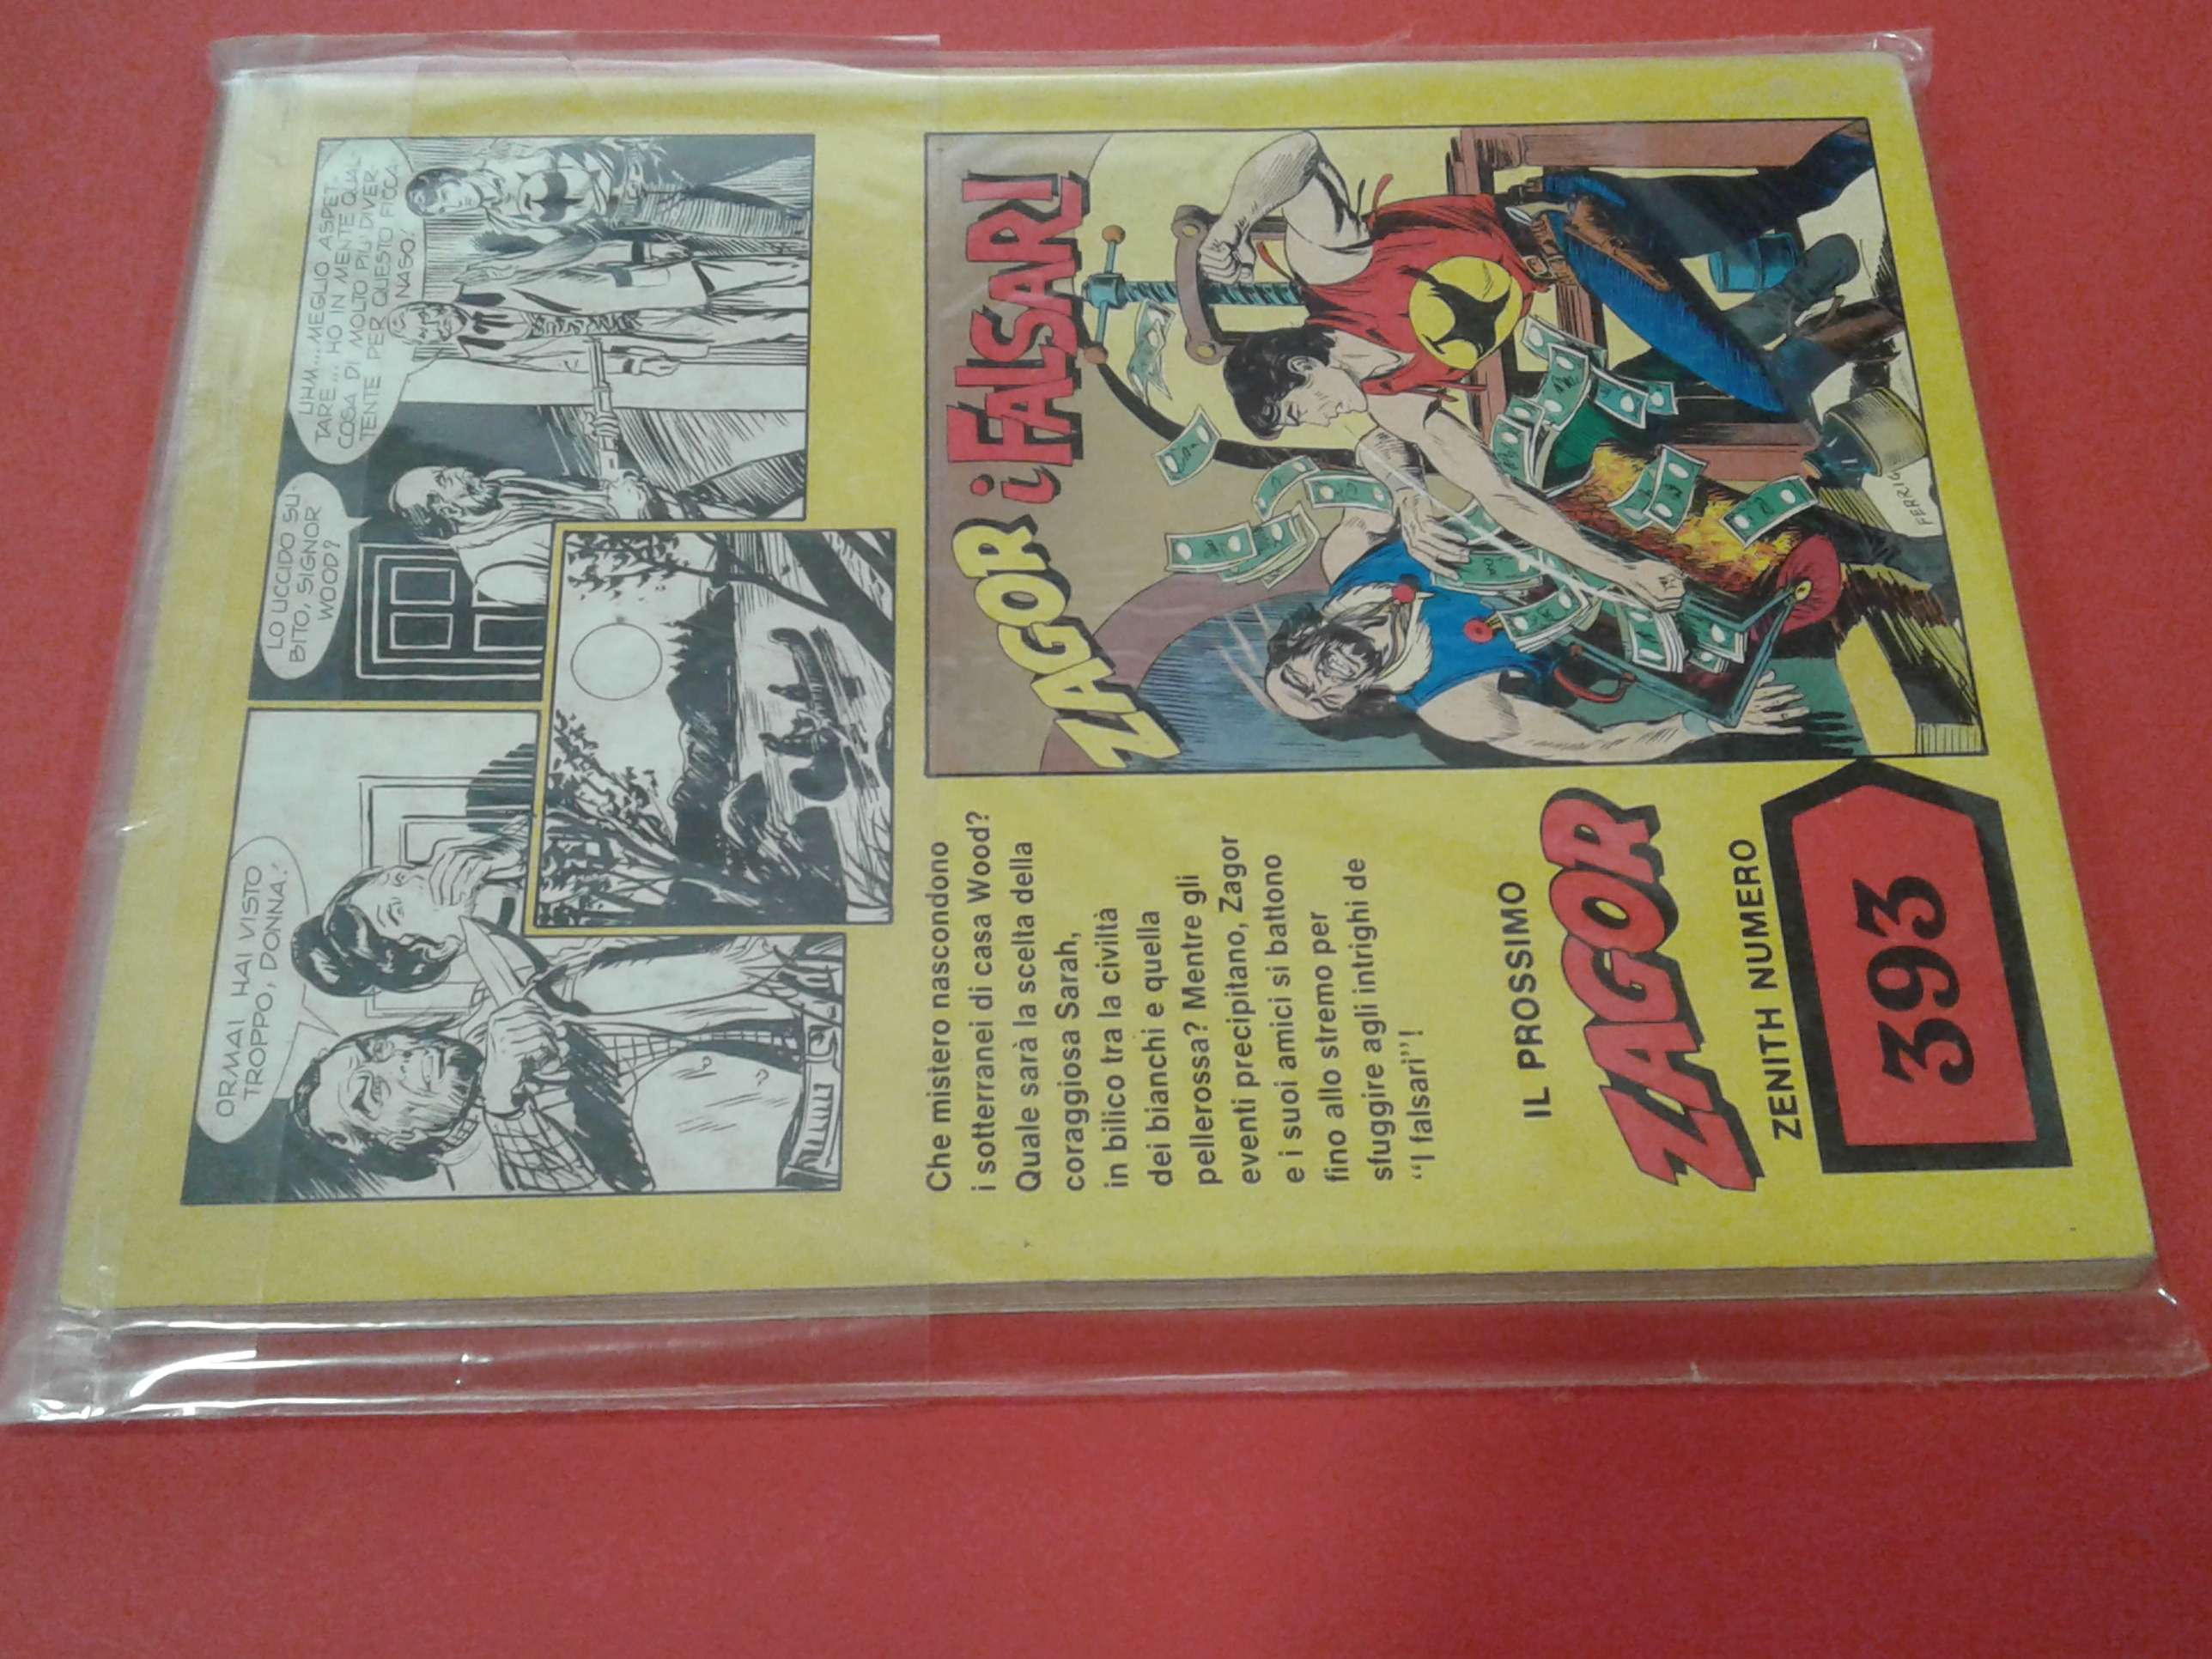 ORMAI HAI VISTO
TROPPO, DONNA!
LO UCCIDO SU-
BITO, SIGNOR
WOOD?
UHM... MEGLIO ASPET-
TARE... HO IN MENTE QUAL-
COSA DI MOLTO PIU' DIVER-
TENTE PER QUESTO FICCA-
NASO!
Che mistero nascondono
i sotterranei di casa Wood?
Quale sarà la scelta della
coraggiosa Sarah,
in bilico tra la civiltà
dei bianchi e quella
pellerossa? Mentre gli
eventi precipitano, Zagor
e i suoi amici si battono
fino allo stremo per
sfuggire agli intrighi de
“I falsari”!
ZAGOR i FALSARI
FERRI
IL PROSSIMO
ZAGOR
ZENITH NUMERO
393